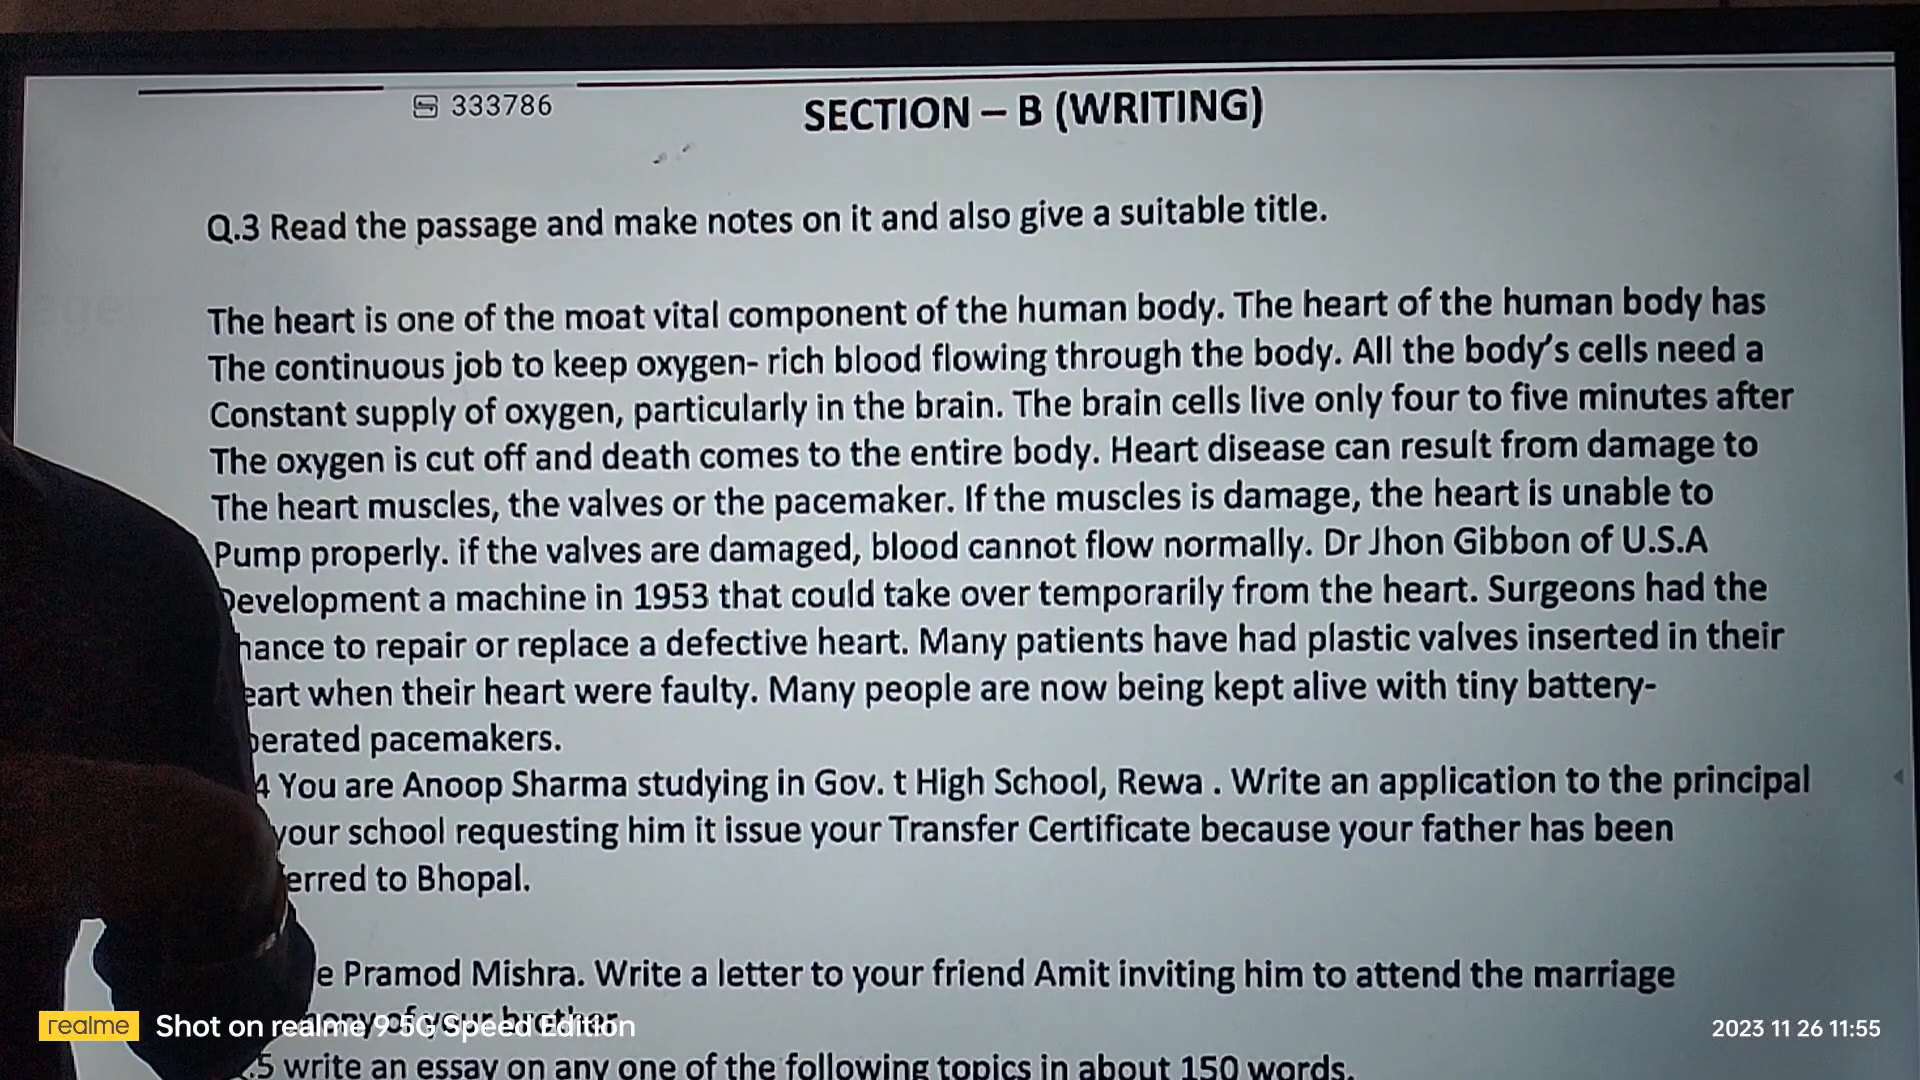 333786
SECTION – B (WRITING)
Q.3 Read the passage and make notes on it and also give a suitable title.
The heart is one of the moat vital component of the human body. The heart of the human body has
The continuous job to keep oxygen- rich blood flowing through the body. All the body's cells need a
Constant supply of oxygen, particularly in the brain. The brain cells live only four to five minutes after
The oxygen is cut off and death comes to the entire body. Heart disease can result from damage to
The heart muscles, the valves or the pacemaker. If the muscles is damage, the heart is unable to
Pump properly. if the valves are damaged, blood cannot flow normally. Dr Jhon Gibbon of U.S.A
Development a machine in 1953 that could take over temporarily from the heart. Surgeons had the
to repair or replace a defective heart. Many patients have had plastic valves inserted in their
when their heart were faulty. Many people are now being kept alive with tiny battery-
pacemakers.
4 You are Anoop Sharma studying in Gov. t High School, Rewa . Write an application to the principal
your school requesting him it issue your Transfer Certificate because your father has been
to Bhopal.
Pramod Mishra. Write a letter to your friend Amit inviting him to attend the marriage
of your brother
.5 write an essay on any one of the following topics in about 150 words.
realme Shot on realme 9 5G Speed Edition
2023 11 26 11:55